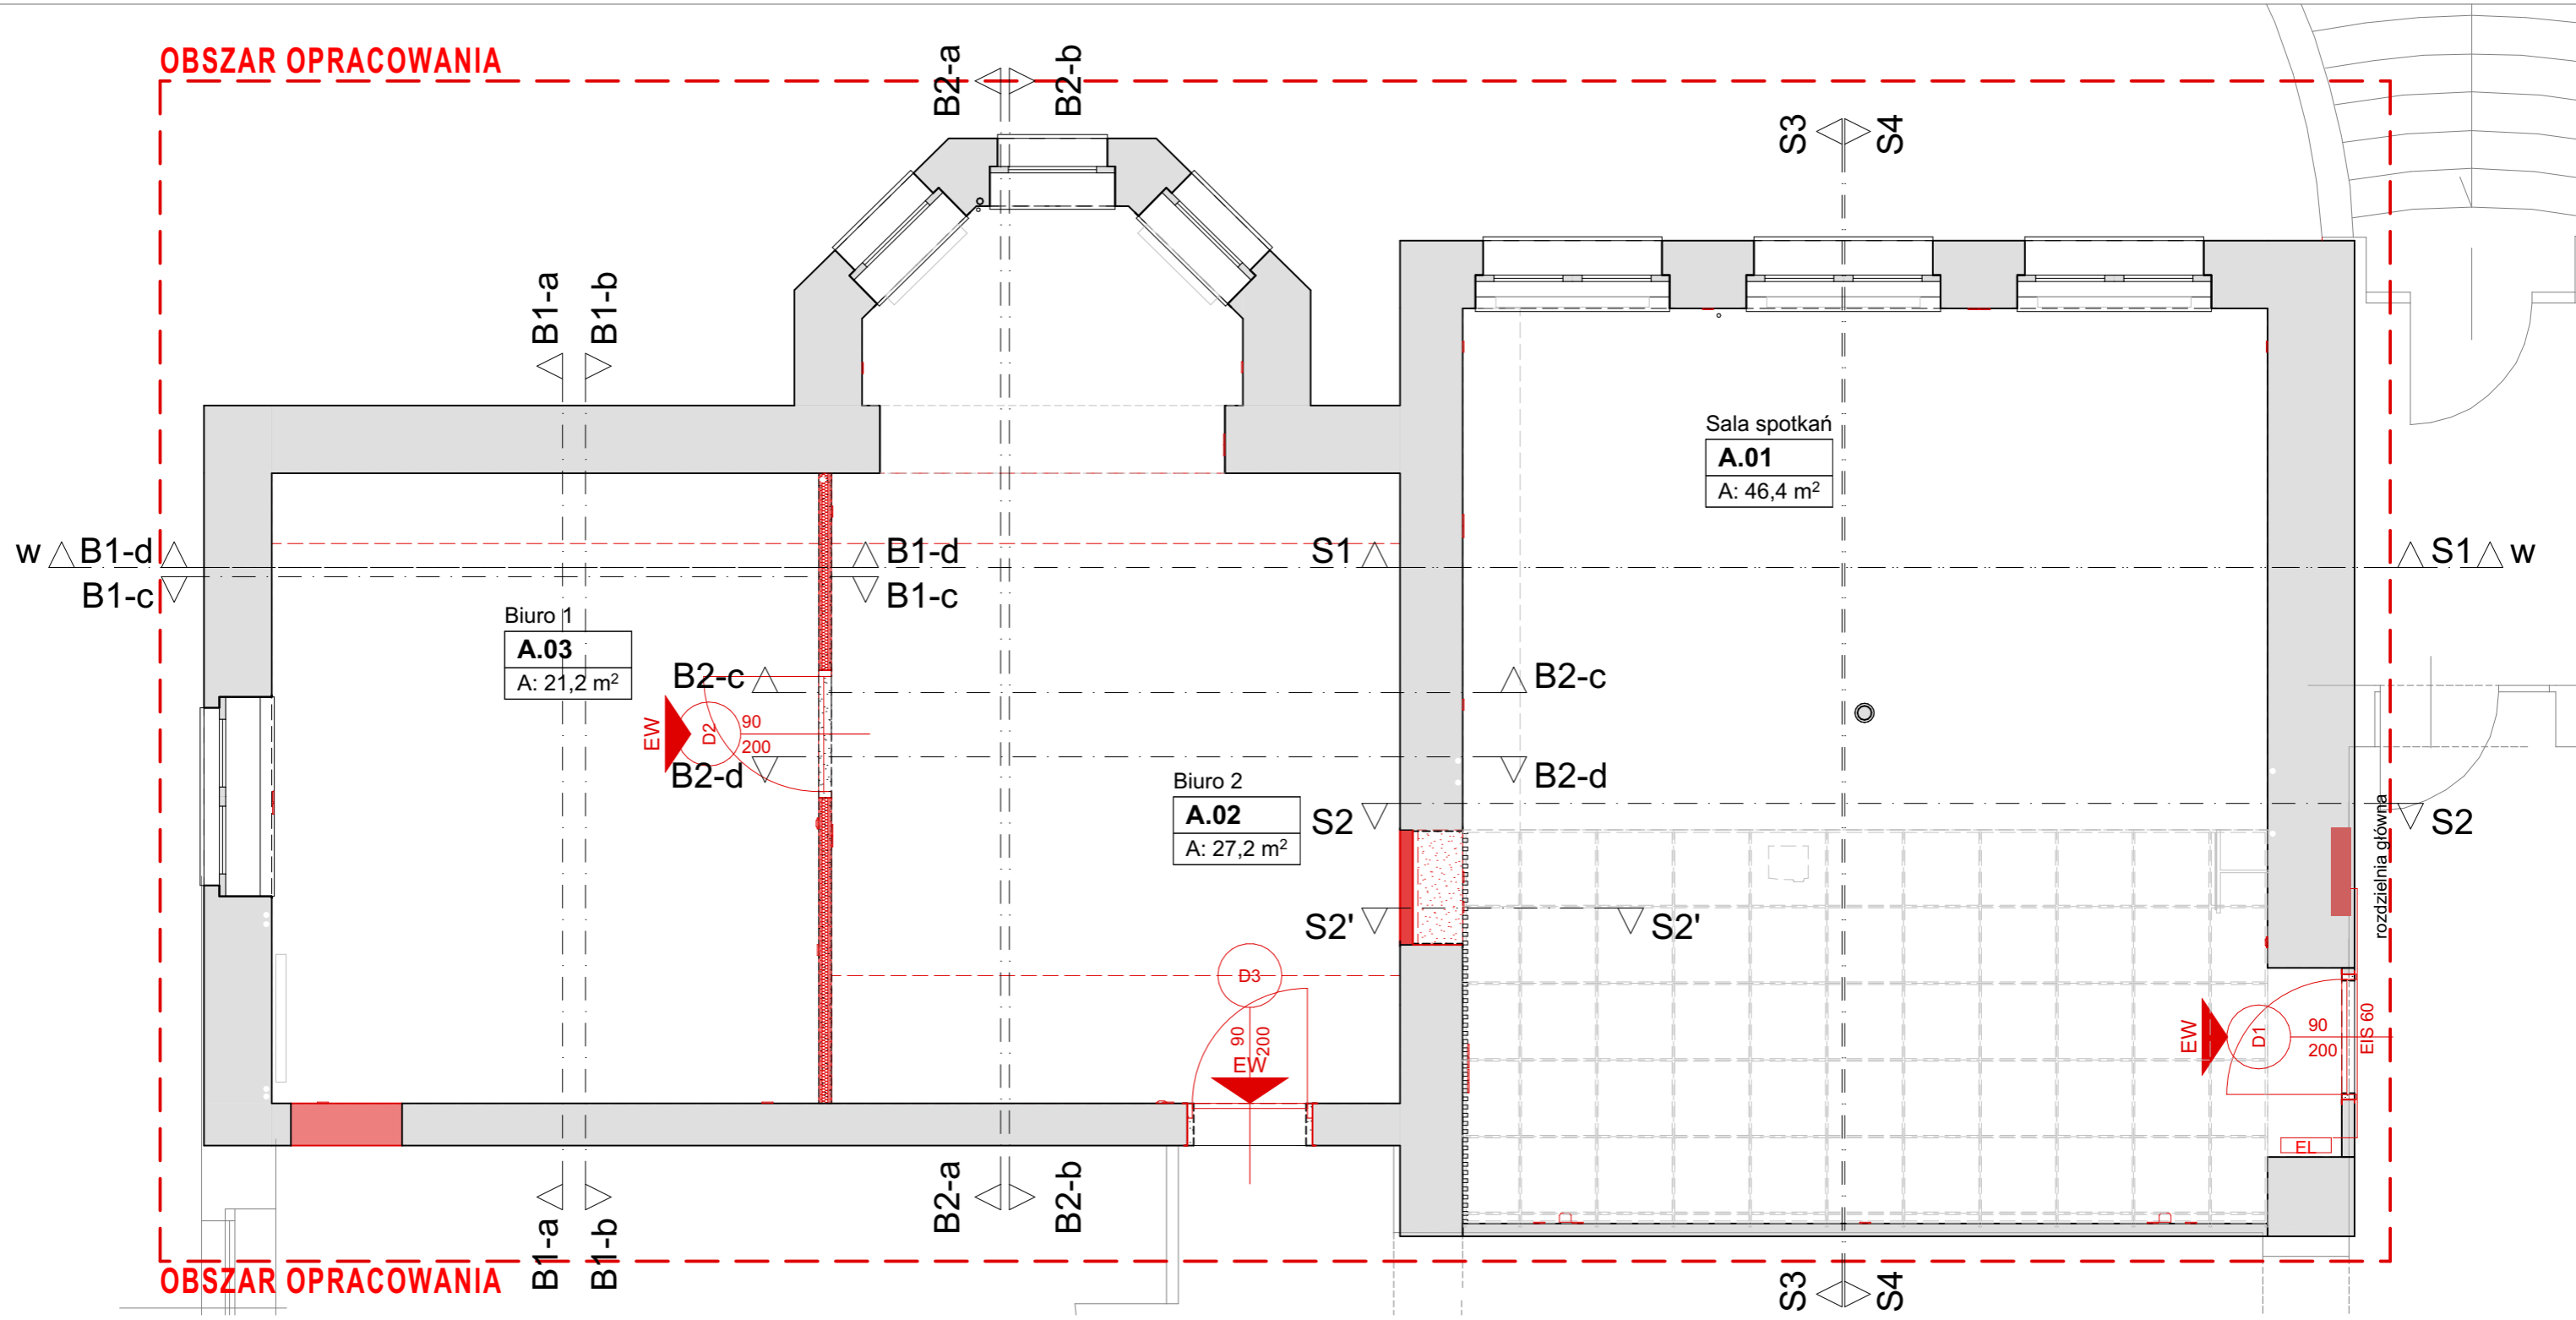 OBSZAR OPRACOWANIA
B2-a
B2-b
S3
S4
B1-a
B1-b
Sala spotkań
A.01
A: 46,4 m²
w
B1-d
B1-d
S1
S1
w
B1-c
B1-c
Biuro 1
A.03
A: 21,2 m²
B2-c
B2-c
EW
D2
90
200
B2-d
B2-d
Biuro 2
A.02
A: 27,2 m²
S2
S2
rozdzielnia główna
S2'
S2'
D3
90
200
EW
EW
D1
90
200
EIS 60
EL
B2-a
B2-b
B1-a
B1-b
OBSZAR OPRACOWANIA
S3
S4